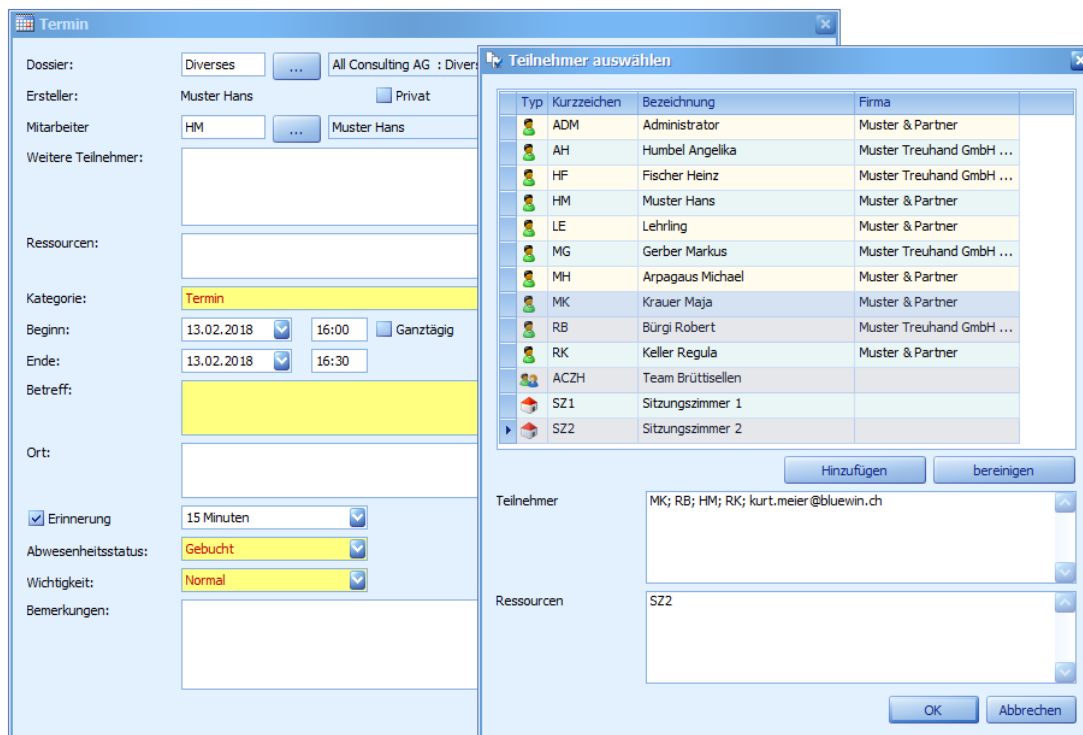 Termin
Dossier: Diverses ... All Consulting AG : Divers
Ersteller: Muster Hans Privat
Mitarbeiter HM ... Muster Hans
Weitere Teilnehmer:
Ressourcen:
Kategorie: Termin
Beginn: 13.02.2018 16:00 Ganztägig
Ende: 13.02.2018 16:30
Betreff:
Ort:
Erinnerung 15 Minuten
Abwesenheitsstatus: Gebucht
Wichtigkeit: Normal
Bemerkungen:
Teilnehmer auswählen
Typ Kurzzeichen Bezeichnung Firma
ADM Administrator Muster & Partner
AH Humbel Angelika Muster Treuhand GmbH ...
HF Fischer Heinz Muster Treuhand GmbH ...
HM Muster Hans Muster & Partner
LE Lehrling Muster & Partner
MG Gerber Markus Muster Treuhand GmbH ...
MH Arpagaus Michael Muster & Partner
MK Krauer Maja Muster & Partner
RB Bürgi Robert Muster Treuhand GmbH ...
RK Keller Regula Muster & Partner
ACZH Team Brüttisellen
SZ1 Sitzungszimmer 1
SZ2 Sitzungszimmer 2
Hinzufügen bereinigen
Teilnehmer MK; RB; HM; RK; kurt.meier@bluewin.ch
Ressourcen SZ2
OK Abbrechen